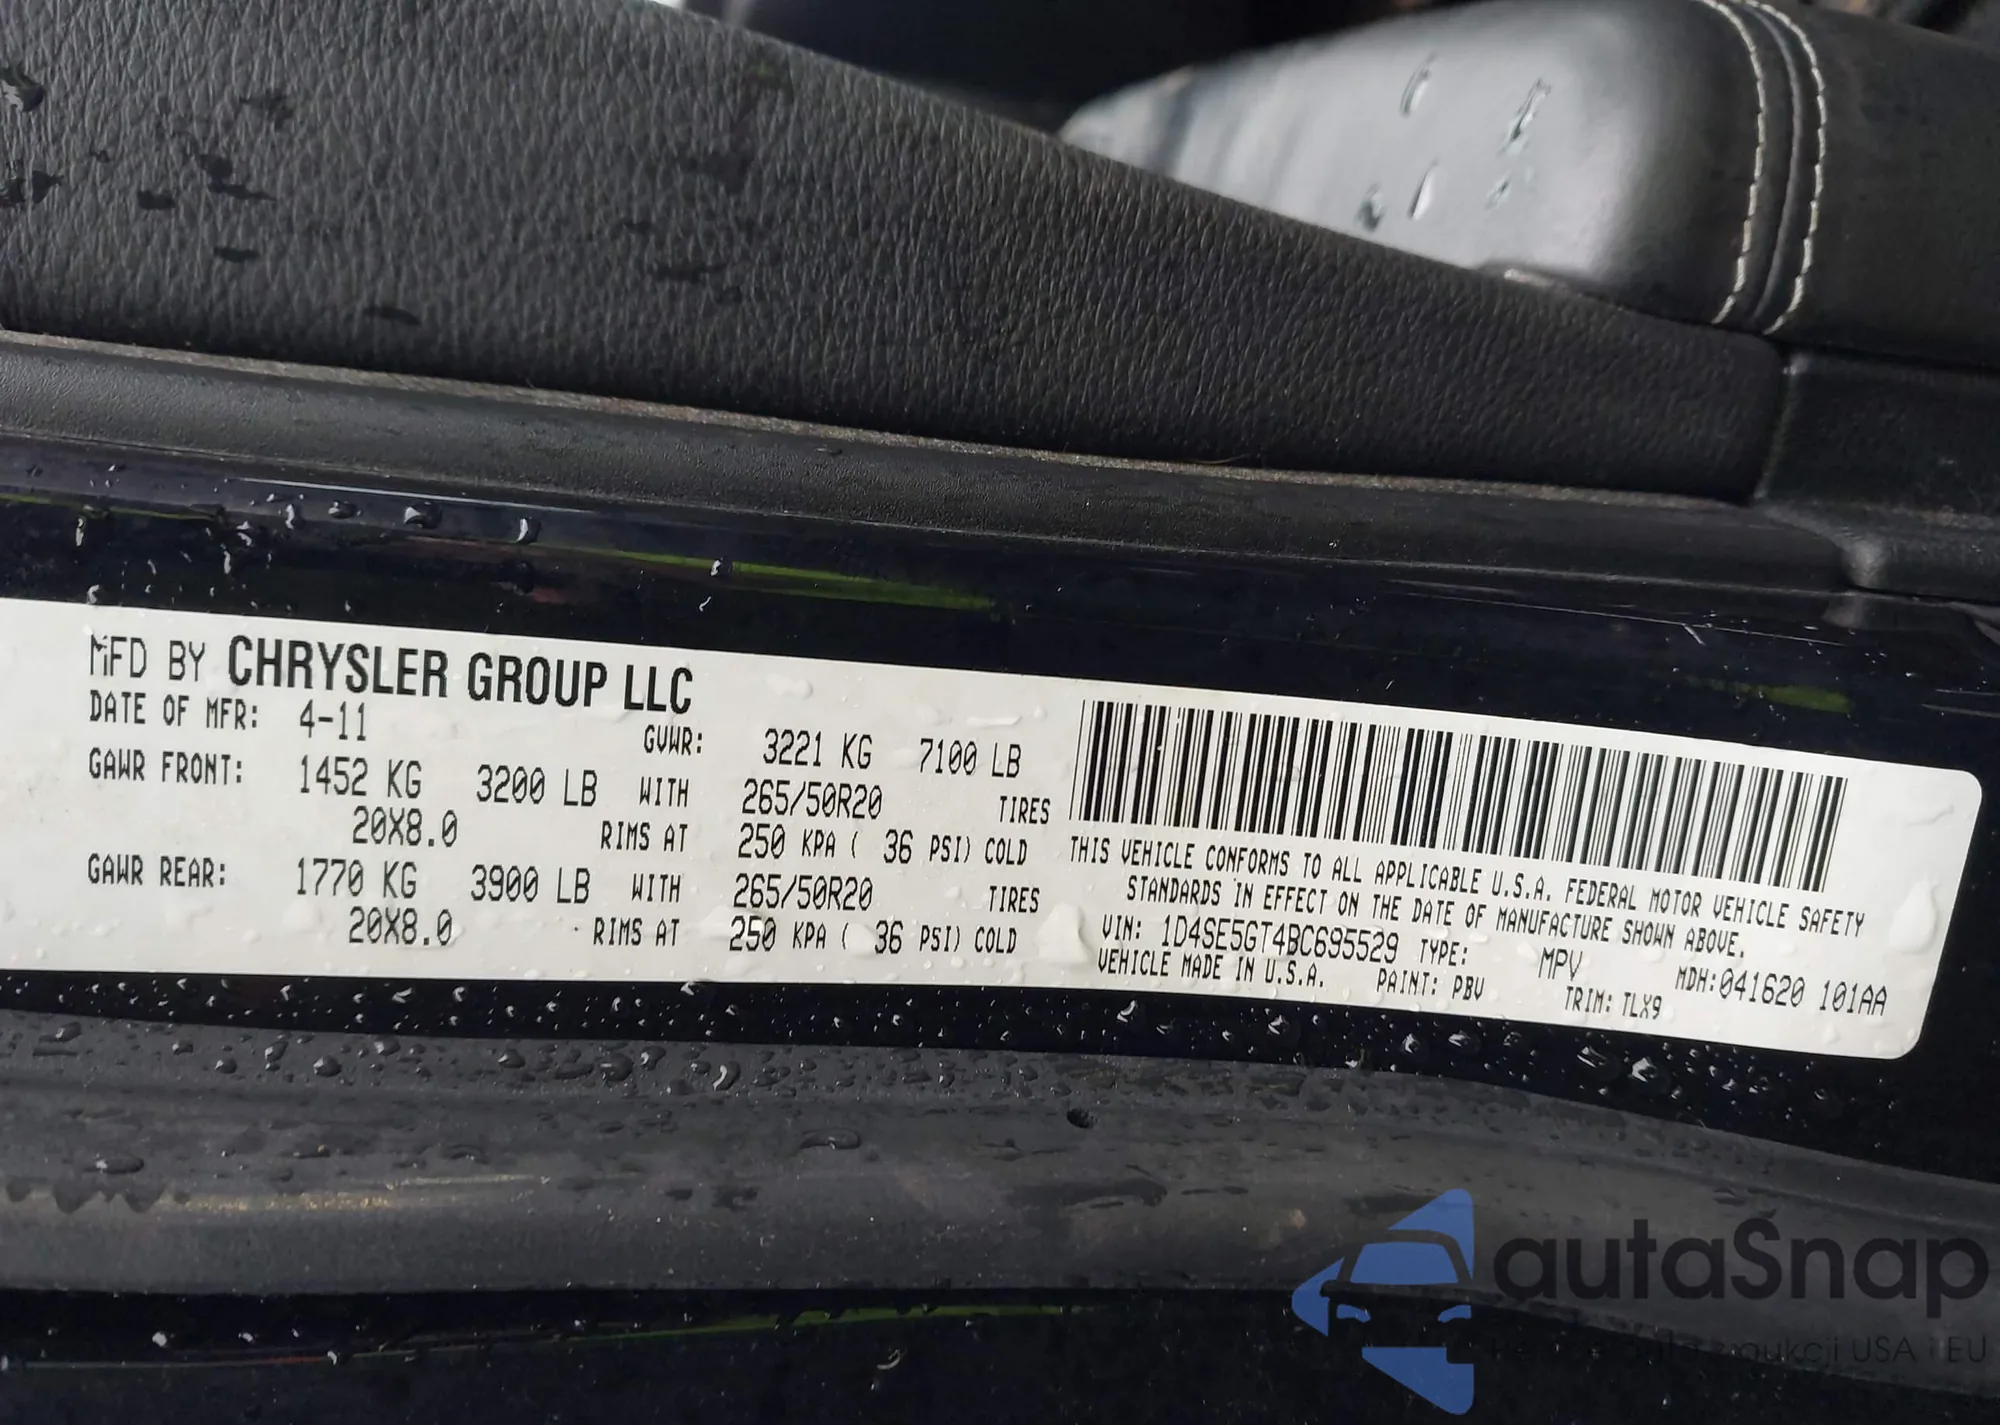 MFD BY CHRYSLER GROUP LLC
DATE OF MFR: 4-11 GVWR: 3221 KG 7100 LB
GAWR FRONT: 1452 KG 3200 LB WITH 265/50R20 TIRES
20X8.0 RIMS AT 250 KPA ( 36 PSI) COLD
GAWR REAR: 1770 KG 3900 LB WITH 265/50R20 TIRES
20X8.0 RIMS AT 250 KPA ( 36 PSI) COLD
THIS VEHICLE CONFORMS TO ALL APPLICABLE U.S.A. FEDERAL MOTOR VEHICLE SAFETY
STANDARDS IN EFFECT ON THE DATE OF MANUFACTURE SHOWN ABOVE.
VIN: 1D4SE5GT4BC695529 TYPE: MPV MDH:041620 101AA
VEHICLE MADE IN U.S.A. PAINT: PBV TRIM: TLX9
autaSnap
aukcji USA i EU